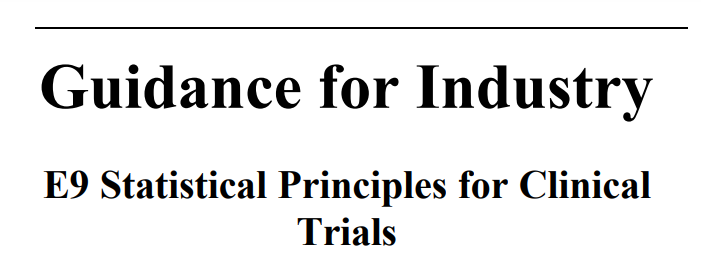 Guidance for Industry
E9 Statistical Principles for Clinical
Trials